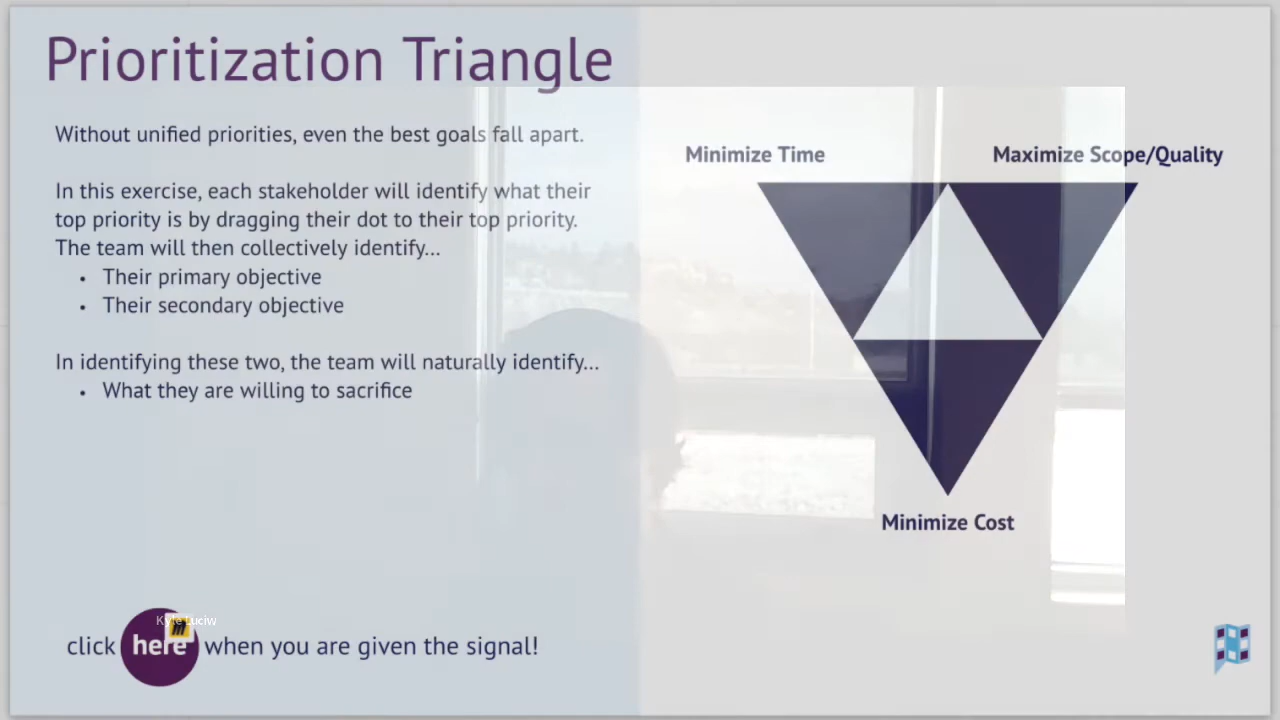 Prioritization Triangle
Without unified priorities, even the best goals fall apart.
In this exercise, each stakeholder will identify what their
top priority is by dragging their dot to their top priority.
The team will then collectively identify...
• Their primary objective
• Their secondary objective
In identifying these two, the team will naturally identify...
• What they are willing to sacrifice
Minimize Time
Maximize Scope/Quality
Minimize Cost
Kyle Luciw
click here when you are given the signal!